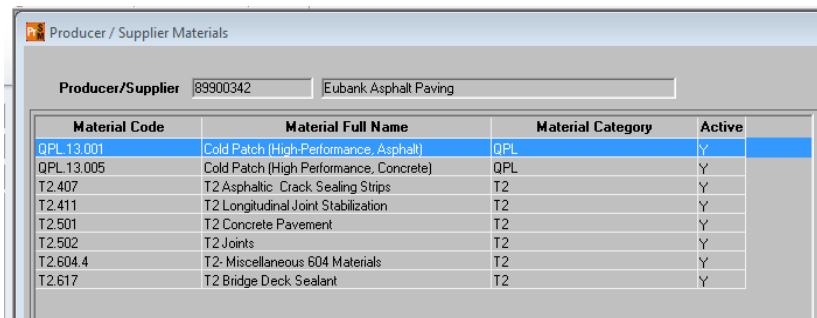 Producer / Supplier Materials
Producer/Supplier 89900342 Eubank Asphalt Paving
Material Code Material Full Name Material Category Active
QPL.13.001 Cold Patch (High-Performance, Asphalt) QPL Y
QPL.13.005 Cold Patch (High Performance, Concrete) QPL Y
T2.407 T2 Asphaltic Crack Sealing Strips T2 Y
T2.411 T2 Longitudinal Joint Stabilization T2 Y
T2.501 T2 Concrete Pavement T2 Y
T2.502 T2 Joints T2 Y
T2.604.4 T2- Miscellaneous 604 Materials T2 Y
T2.617 T2 Bridge Deck Sealant T2 Y